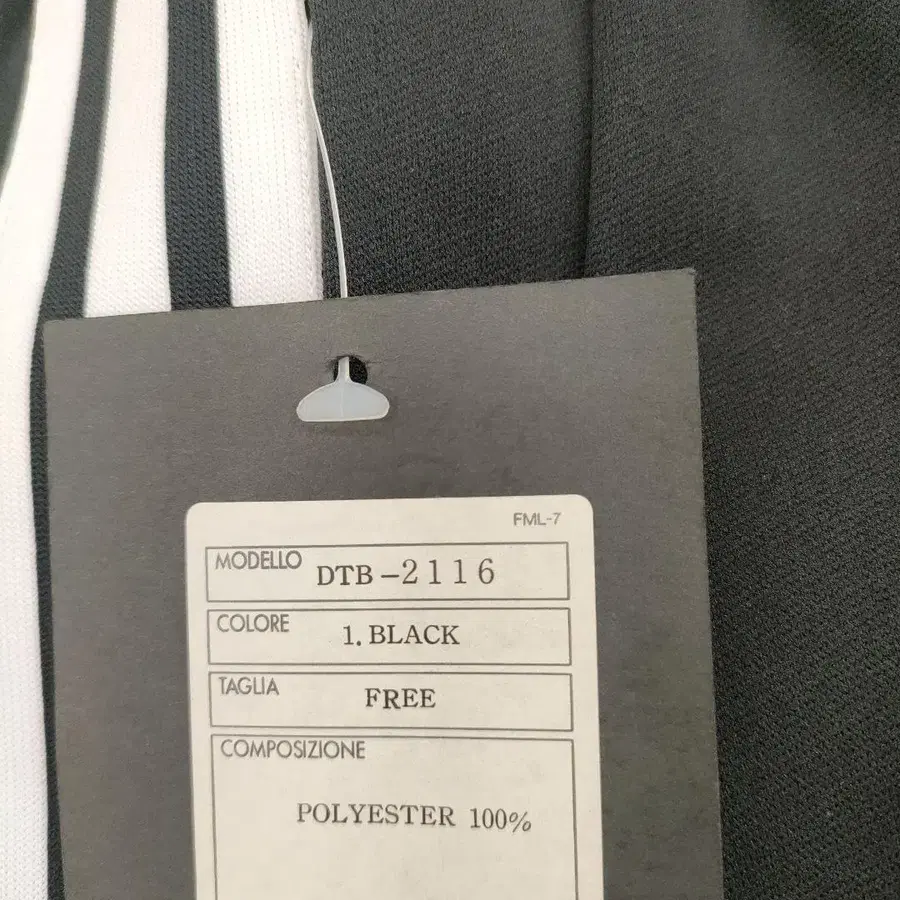 FML-7
MODELLO DTB-2116
COLORE 1. BLACK
TAGLIA FREE
COMPOSIZIONE
POLYESTER 100%